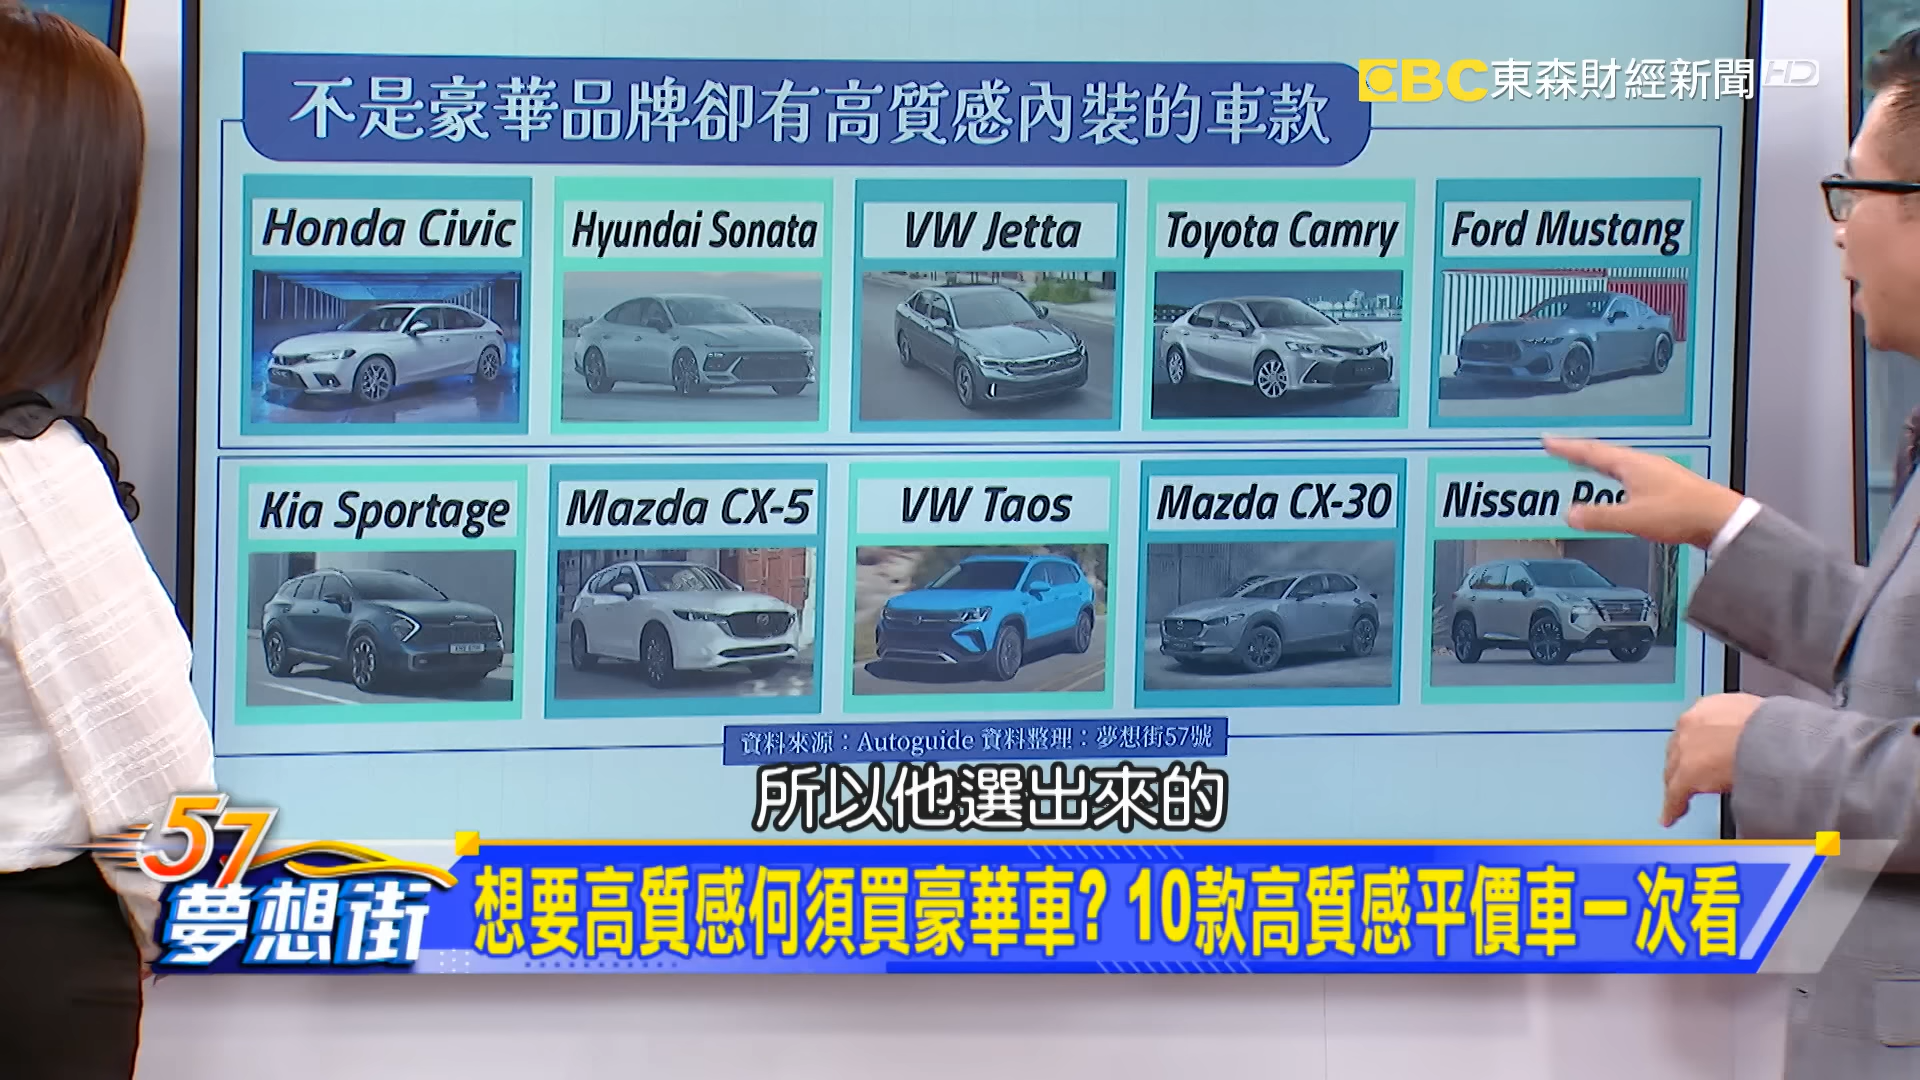 不是豪華品牌卻有高質感內裝的車款
EBC東森財經新聞HD
Honda Civic
Hyundai Sonata
VW Jetta
Toyota Camry
Ford Mustang
Kia Sportage
Mazda CX-5
VW Taos
Mazda CX-30
Nissan
資料來源：Autoguide 資料整理：夢想街57號
所以他選出來的
57
夢想街
想要高質感何須買豪華車？10款高質感平價車一次看